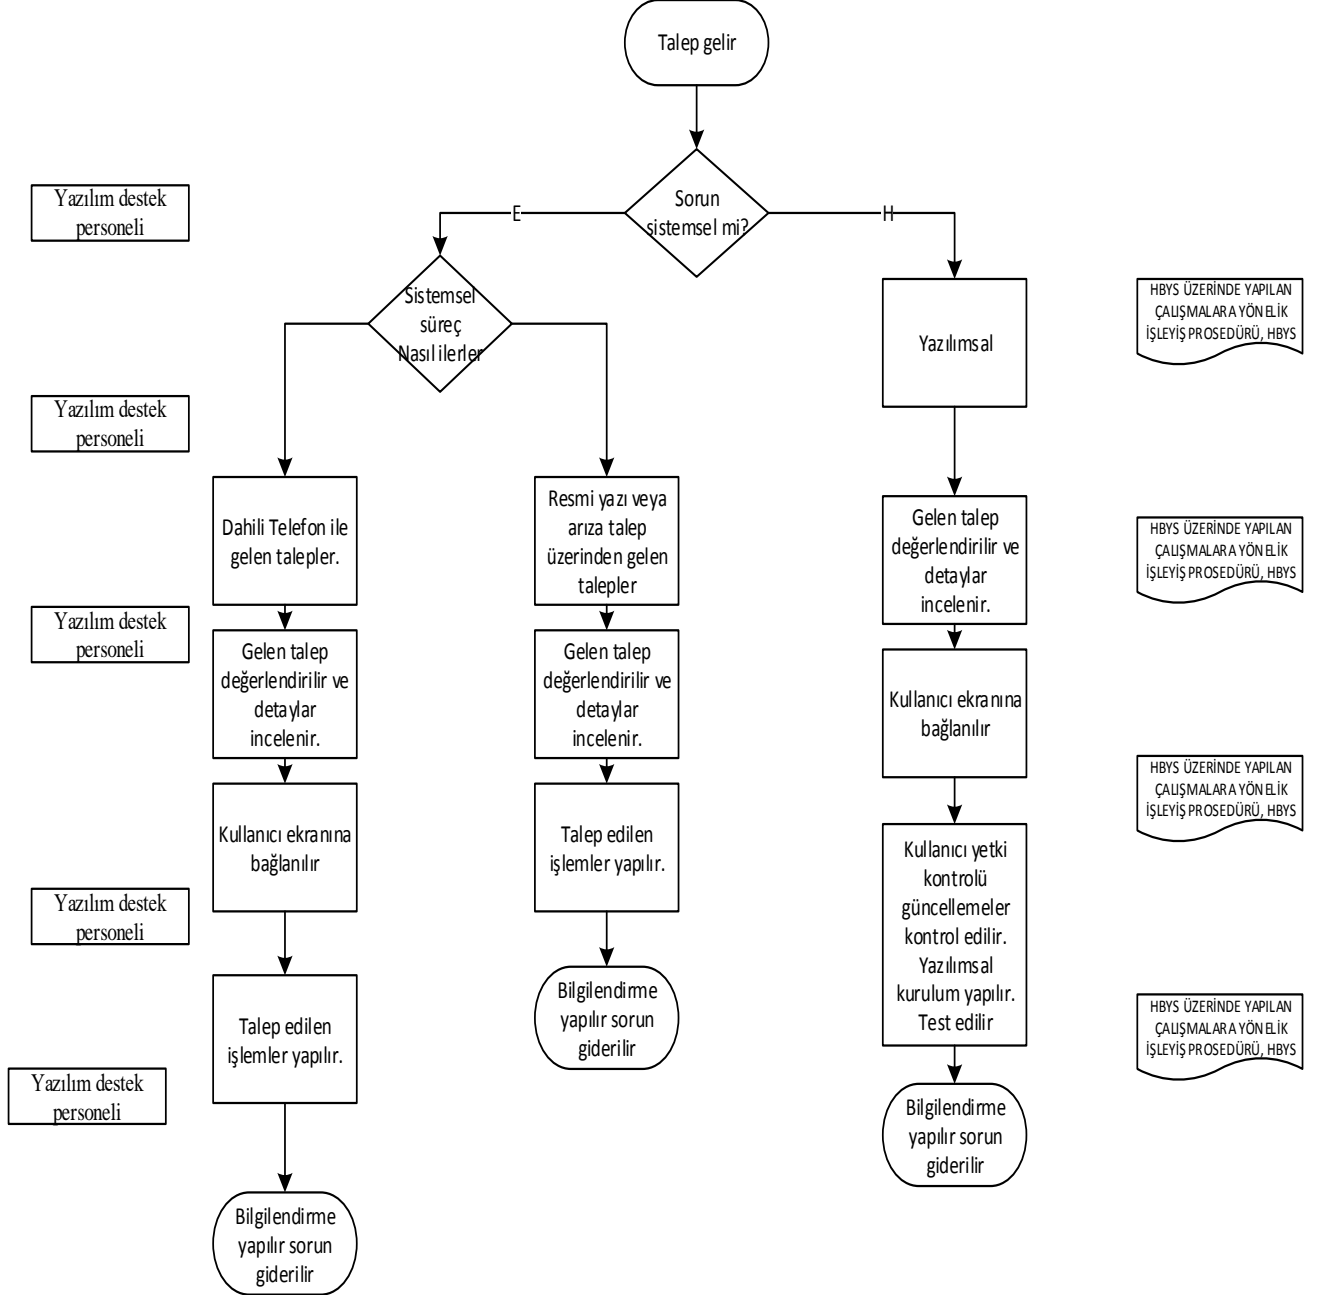 Talep gelir
Sorun
sistemsel mi?
E
H
Yazılım destek
personeli
Sistemsel
süreç
Nasıl ilerler
Yazılımsal
HBYS ÜZERİNDE YAPILAN
ÇALIŞMALARA YÖNELİK
İŞLEYİŞ PROSEDÜRÜ, HBYS
Yazılım destek
personeli
Dahili Telefon ile
gelen talepler.
Resmi yazı veya
arıza talep
üzerinden gelen
talepler
Gelen talep
değerlendirilir ve
detaylar
incelenir.
HBYS ÜZERİNDE YAPILAN
ÇALIŞMALARA YÖNELİK
İŞLEYİŞ PROSEDÜRÜ, HBYS
Yazılım destek
personeli
Gelen talep
değerlendirilir ve
detaylar
incelenir.
Gelen talep
değerlendirilir ve
detaylar
incelenir.
Kullanıcı ekranına
bağlanılır
HBYS ÜZERİNDE YAPILAN
ÇALIŞMALARA YÖNELİK
İŞLEYİŞ PROSEDÜRÜ, HBYS
Kullanıcı ekranına
bağlanılır
Talep edilen
işlemler yapılır.
Kullanıcı yetki
kontrolü
güncellemeler
kontrol edilir.
Yazılımsal
kurulum yapılır.
Test edilir
Yazılım destek
personeli
Talep edilen
işlemler yapılır.
Bilgilendirme
yapılır sorun
giderilir
HBYS ÜZERİNDE YAPILAN
ÇALIŞMALARA YÖNELİK
İŞLEYİŞ PROSEDÜRÜ, HBYS
Yazılım destek
personeli
Bilgilendirme
yapılır sorun
giderilir
Bilgilendirme
yapılır sorun
giderilir